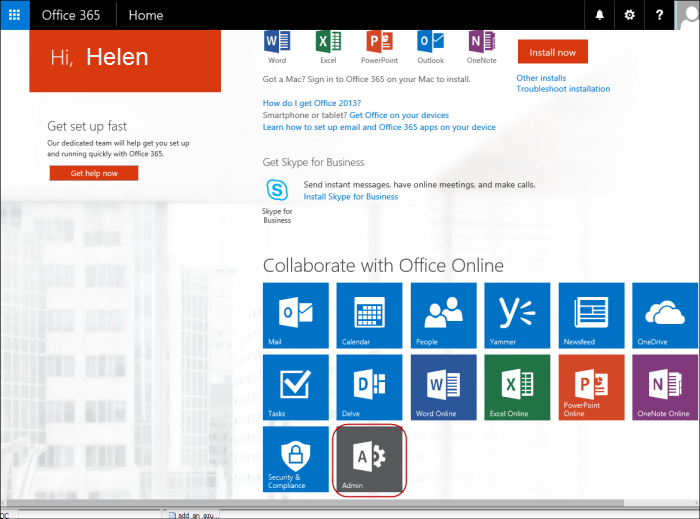 Office 365
Home
?
Hi, Helen
Get set up fast
Our dedicated team will help get you set up
and running quickly with Office 365.
Get help now
W X P O N
Word Excel PowerPoint Outlook OneNote
Install now
Got a Mac? Sign in to Office 365 on your Mac to install.
Other installs
Troubleshoot installation
How do I get Office 2013?
Smartphone or tablet? Get Office on your devices
Learn how to set up email and Office 365 apps on your device
Get Skype for Business
S
Send instant messages, have online meetings, and make calls.
Install Skype for Business
Skype for
Business
Collaborate with Office Online
Mail Calendar People Yammer Newsfeed OneDrive
Tasks Delve Word Online Excel Online PowerPoint
Online OneNote Online
Security &
Compliance
Admin
OC
add_an_azu...